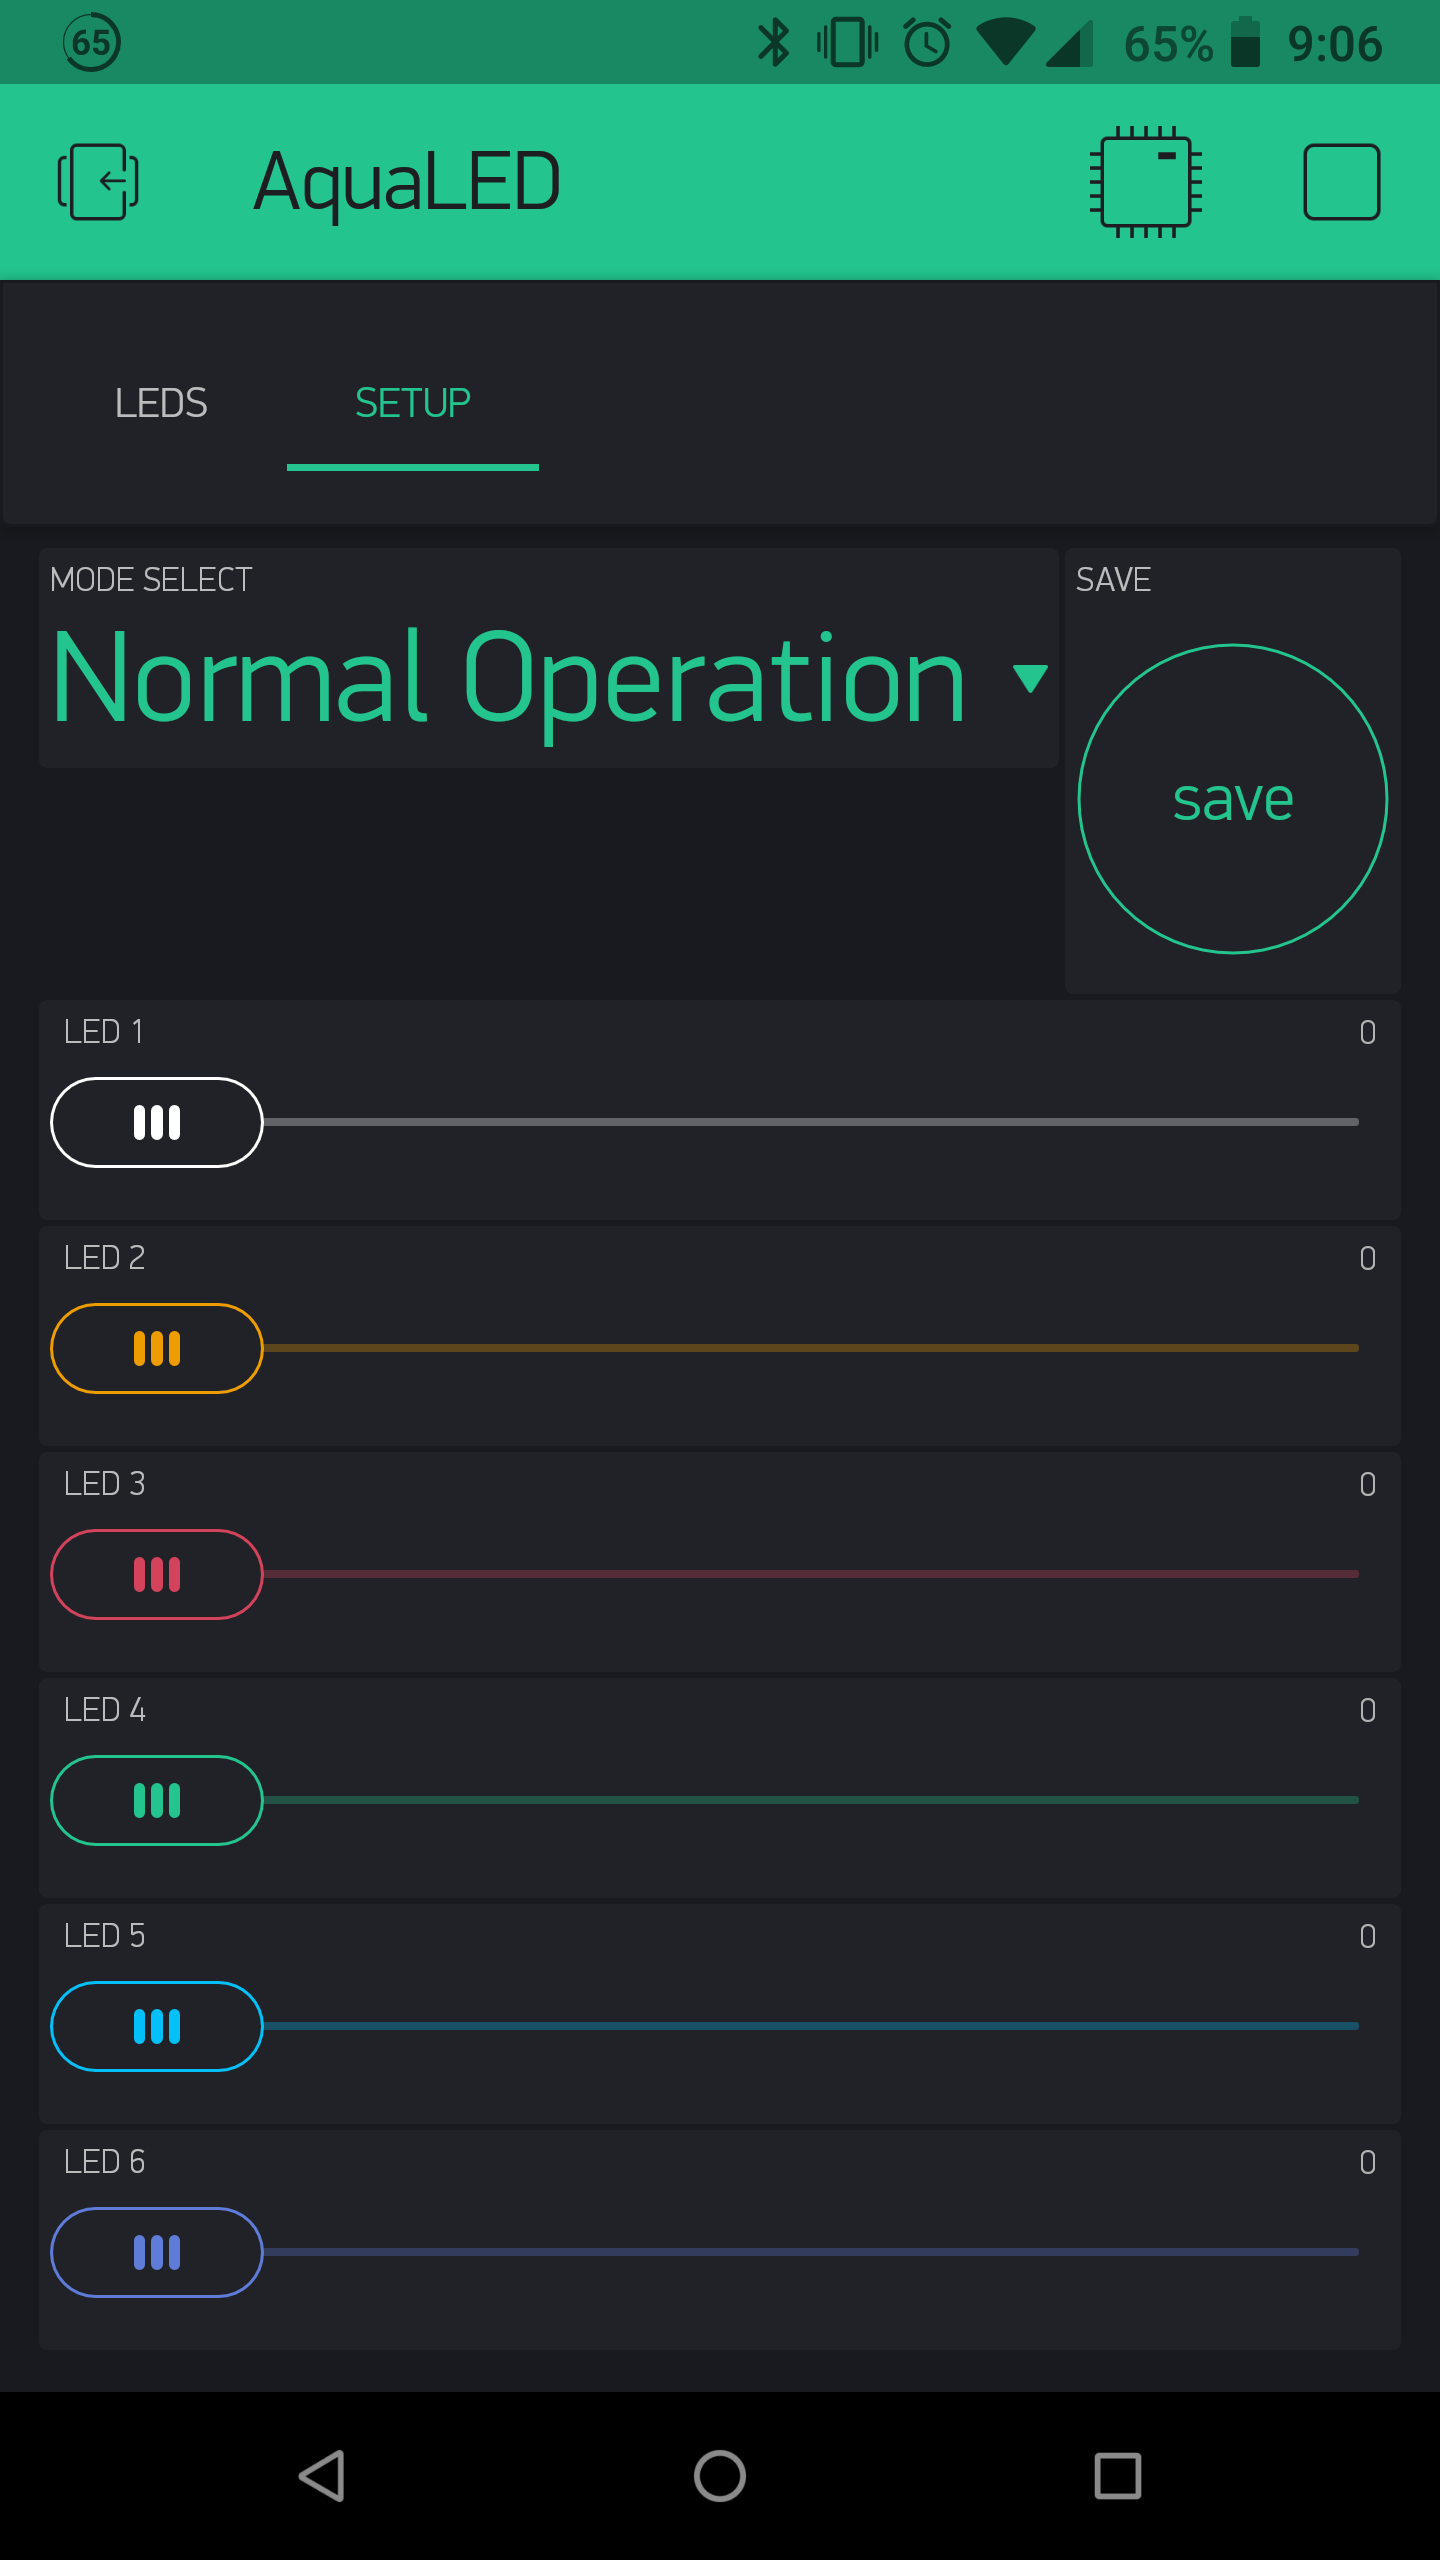 65 65% 9:06
AquaLED
LEDS SETUP
MODE SELECT
Normal Operation
SAVE
save
LED 1 0
LED 2 0
LED 3 0
LED 4 0
LED 5 0
LED 6 0